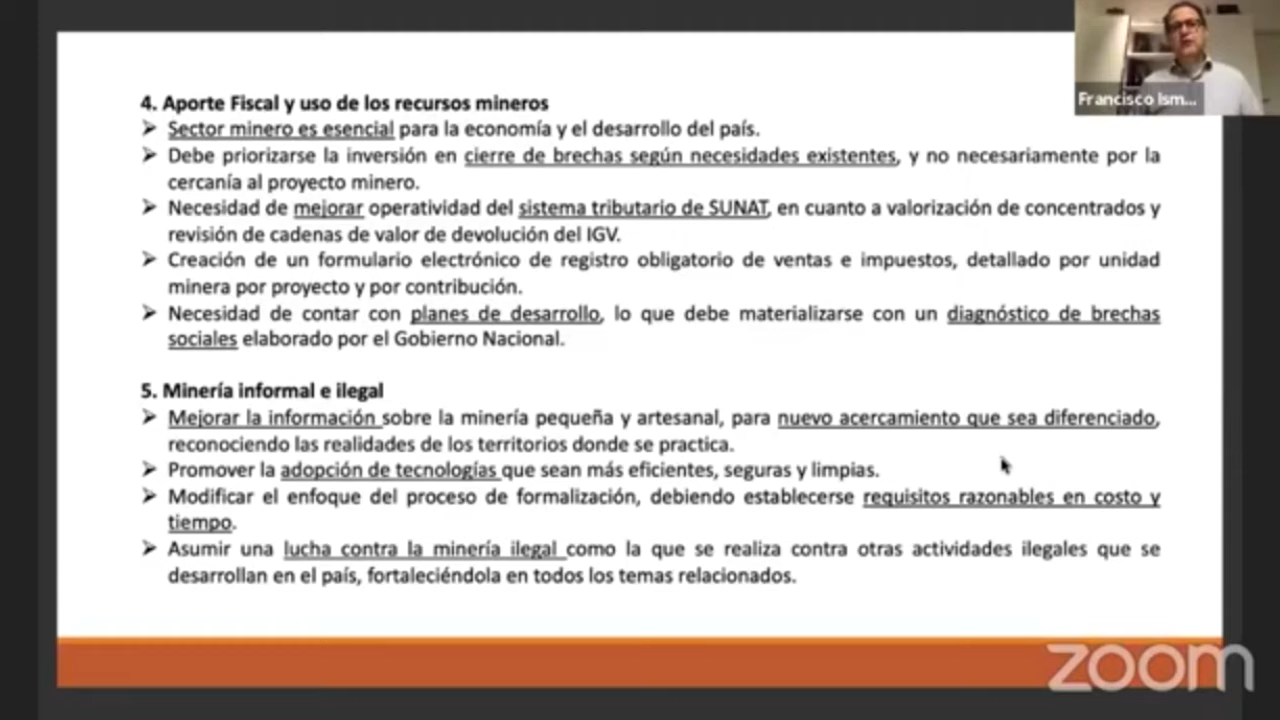 4. Aporte Fiscal y uso de los recursos mineros
➢ Sector minero es esencial para la economía y el desarrollo del país.
➢ Debe priorizarse la inversión en cierre de brechas según necesidades existentes, y no necesariamente por la
cercanía al proyecto minero.
➢ Necesidad de mejorar operatividad del sistema tributario de SUNAT, en cuanto a valorización de concentrados y
revisión de cadenas de valor de devolución del IGV.
➢ Creación de un formulario electrónico de registro obligatorio de ventas e impuestos, detallado por unidad
minera por proyecto y por contribución.
➢ Necesidad de contar con planes de desarrollo, lo que debe materializarse con un diagnóstico de brechas
sociales elaborado por el Gobierno Nacional.
5. Minería informal e ilegal
➢ Mejorar la información sobre la minería pequeña y artesanal, para nuevo acercamiento que sea diferenciado,
reconociendo las realidades de los territorios donde se practica.
➢ Promover la adopción de tecnologías que sean más eficientes, seguras y limpias.
➢ Modificar el enfoque del proceso de formalización, debiendo establecerse requisitos razonables en costo y
tiempo.
➢ Asumir una lucha contra la minería ilegal como la que se realiza contra otras actividades ilegales que se
desarrollan en el país, fortaleciéndola en todos los temas relacionados.
Francisco Ism...
zoom